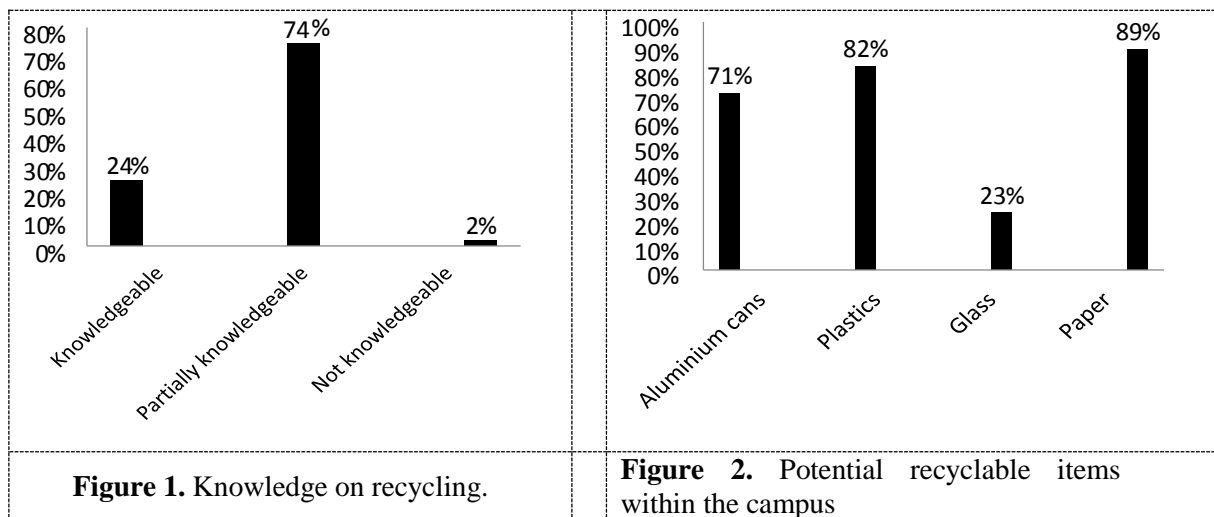 80%
70%
60%
50%
40%
30%
20%
10%
0%
24%
74%
2%
Knowledgeable
Partially knowledgeable
Not knowledgeable
Figure 1. Knowledge on recycling.
100%
90%
80%
70%
60%
50%
40%
30%
20%
10%
0%
71%
82%
23%
89%
Aluminium cans
Plastics
Glass
Paper
Figure 2. Potential recyclable items
within the campus